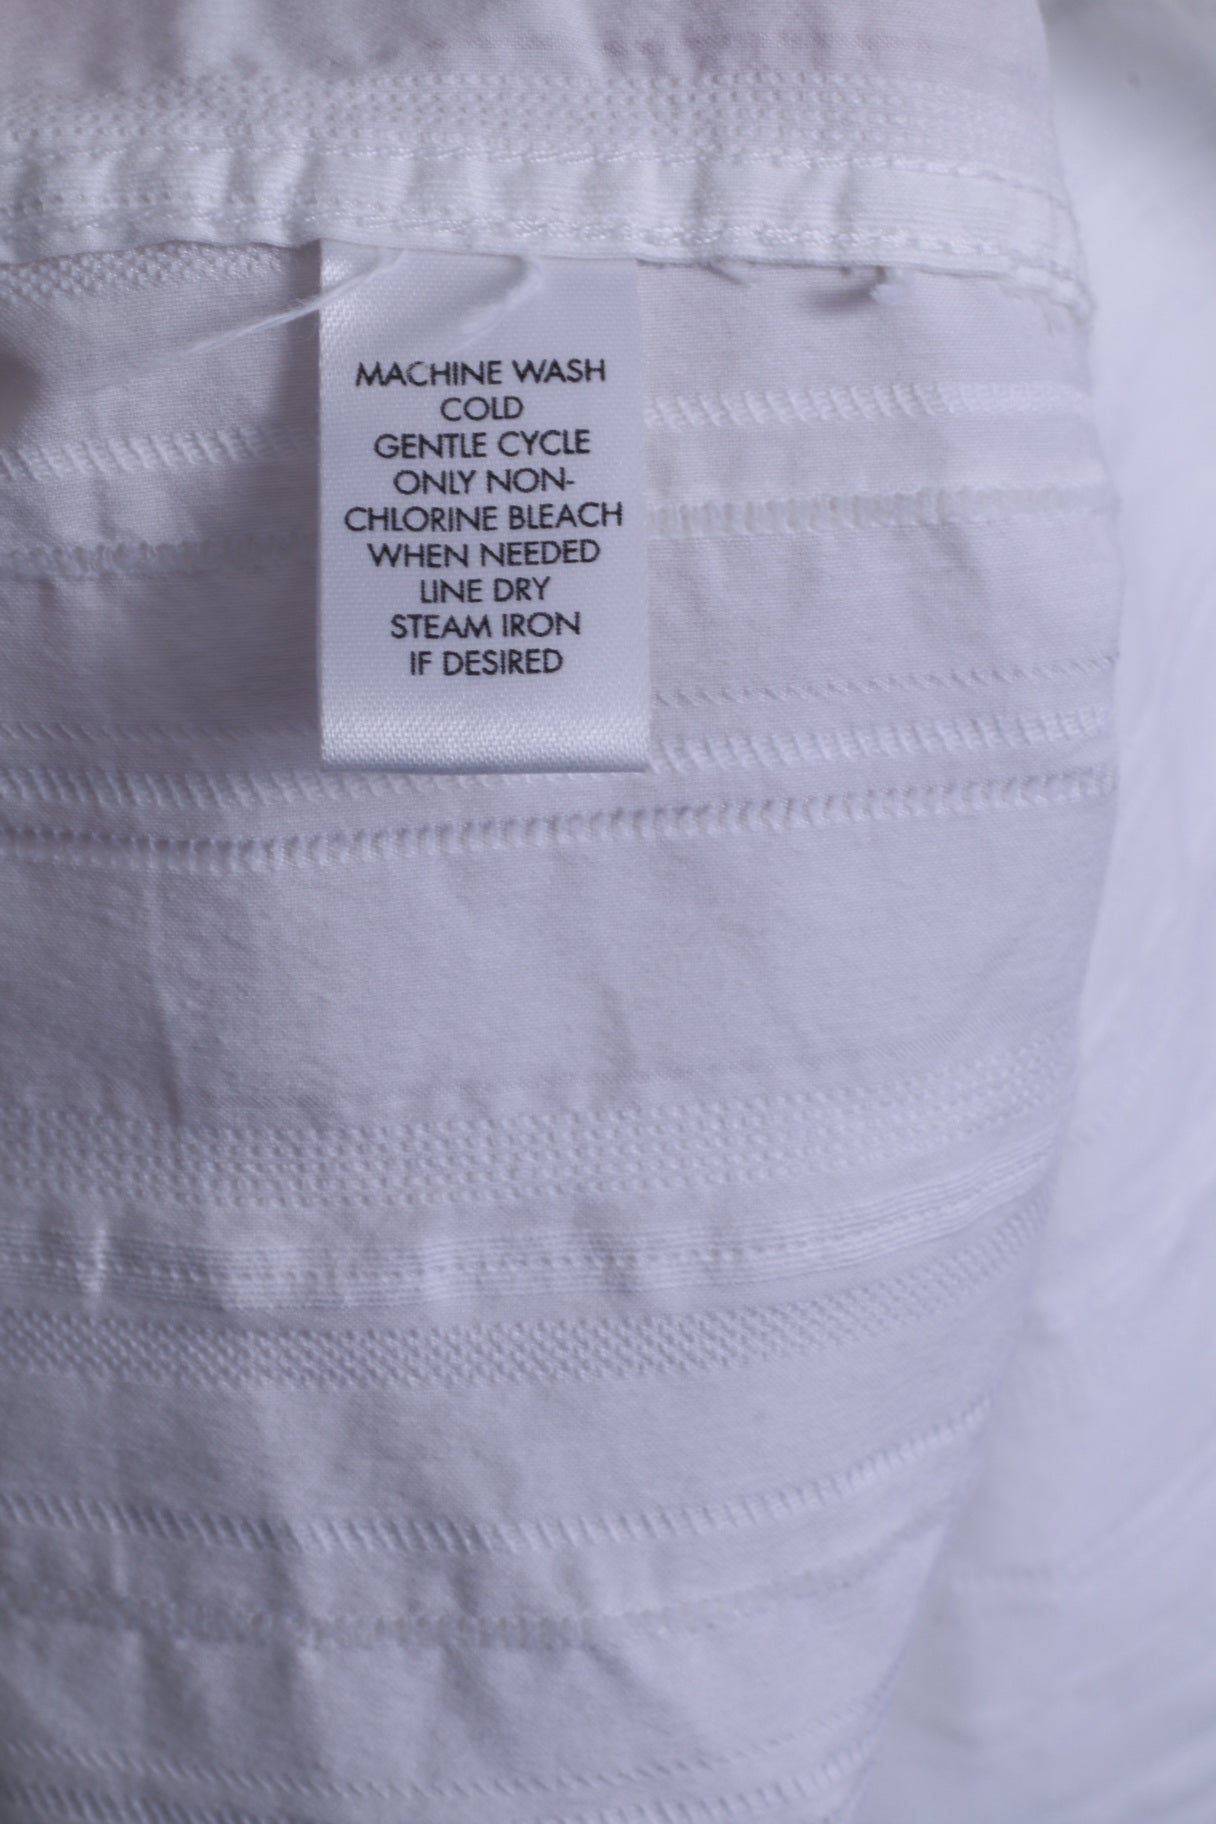 MACHINE WASH
COLD
GENTLE CYCLE
ONLY NON-
CHLORINE BLEACH
WHEN NEEDED
LINE DRY
STEAM IRON
IF DESIRED